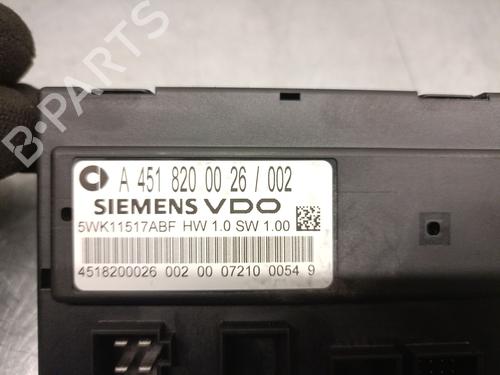 B-PARTS
A 451 820 00 26 / 002
SIEMENS VDO
5WK11517ABF HW 1.0 SW 1.00
4518200026 002 00 07210 0054 9